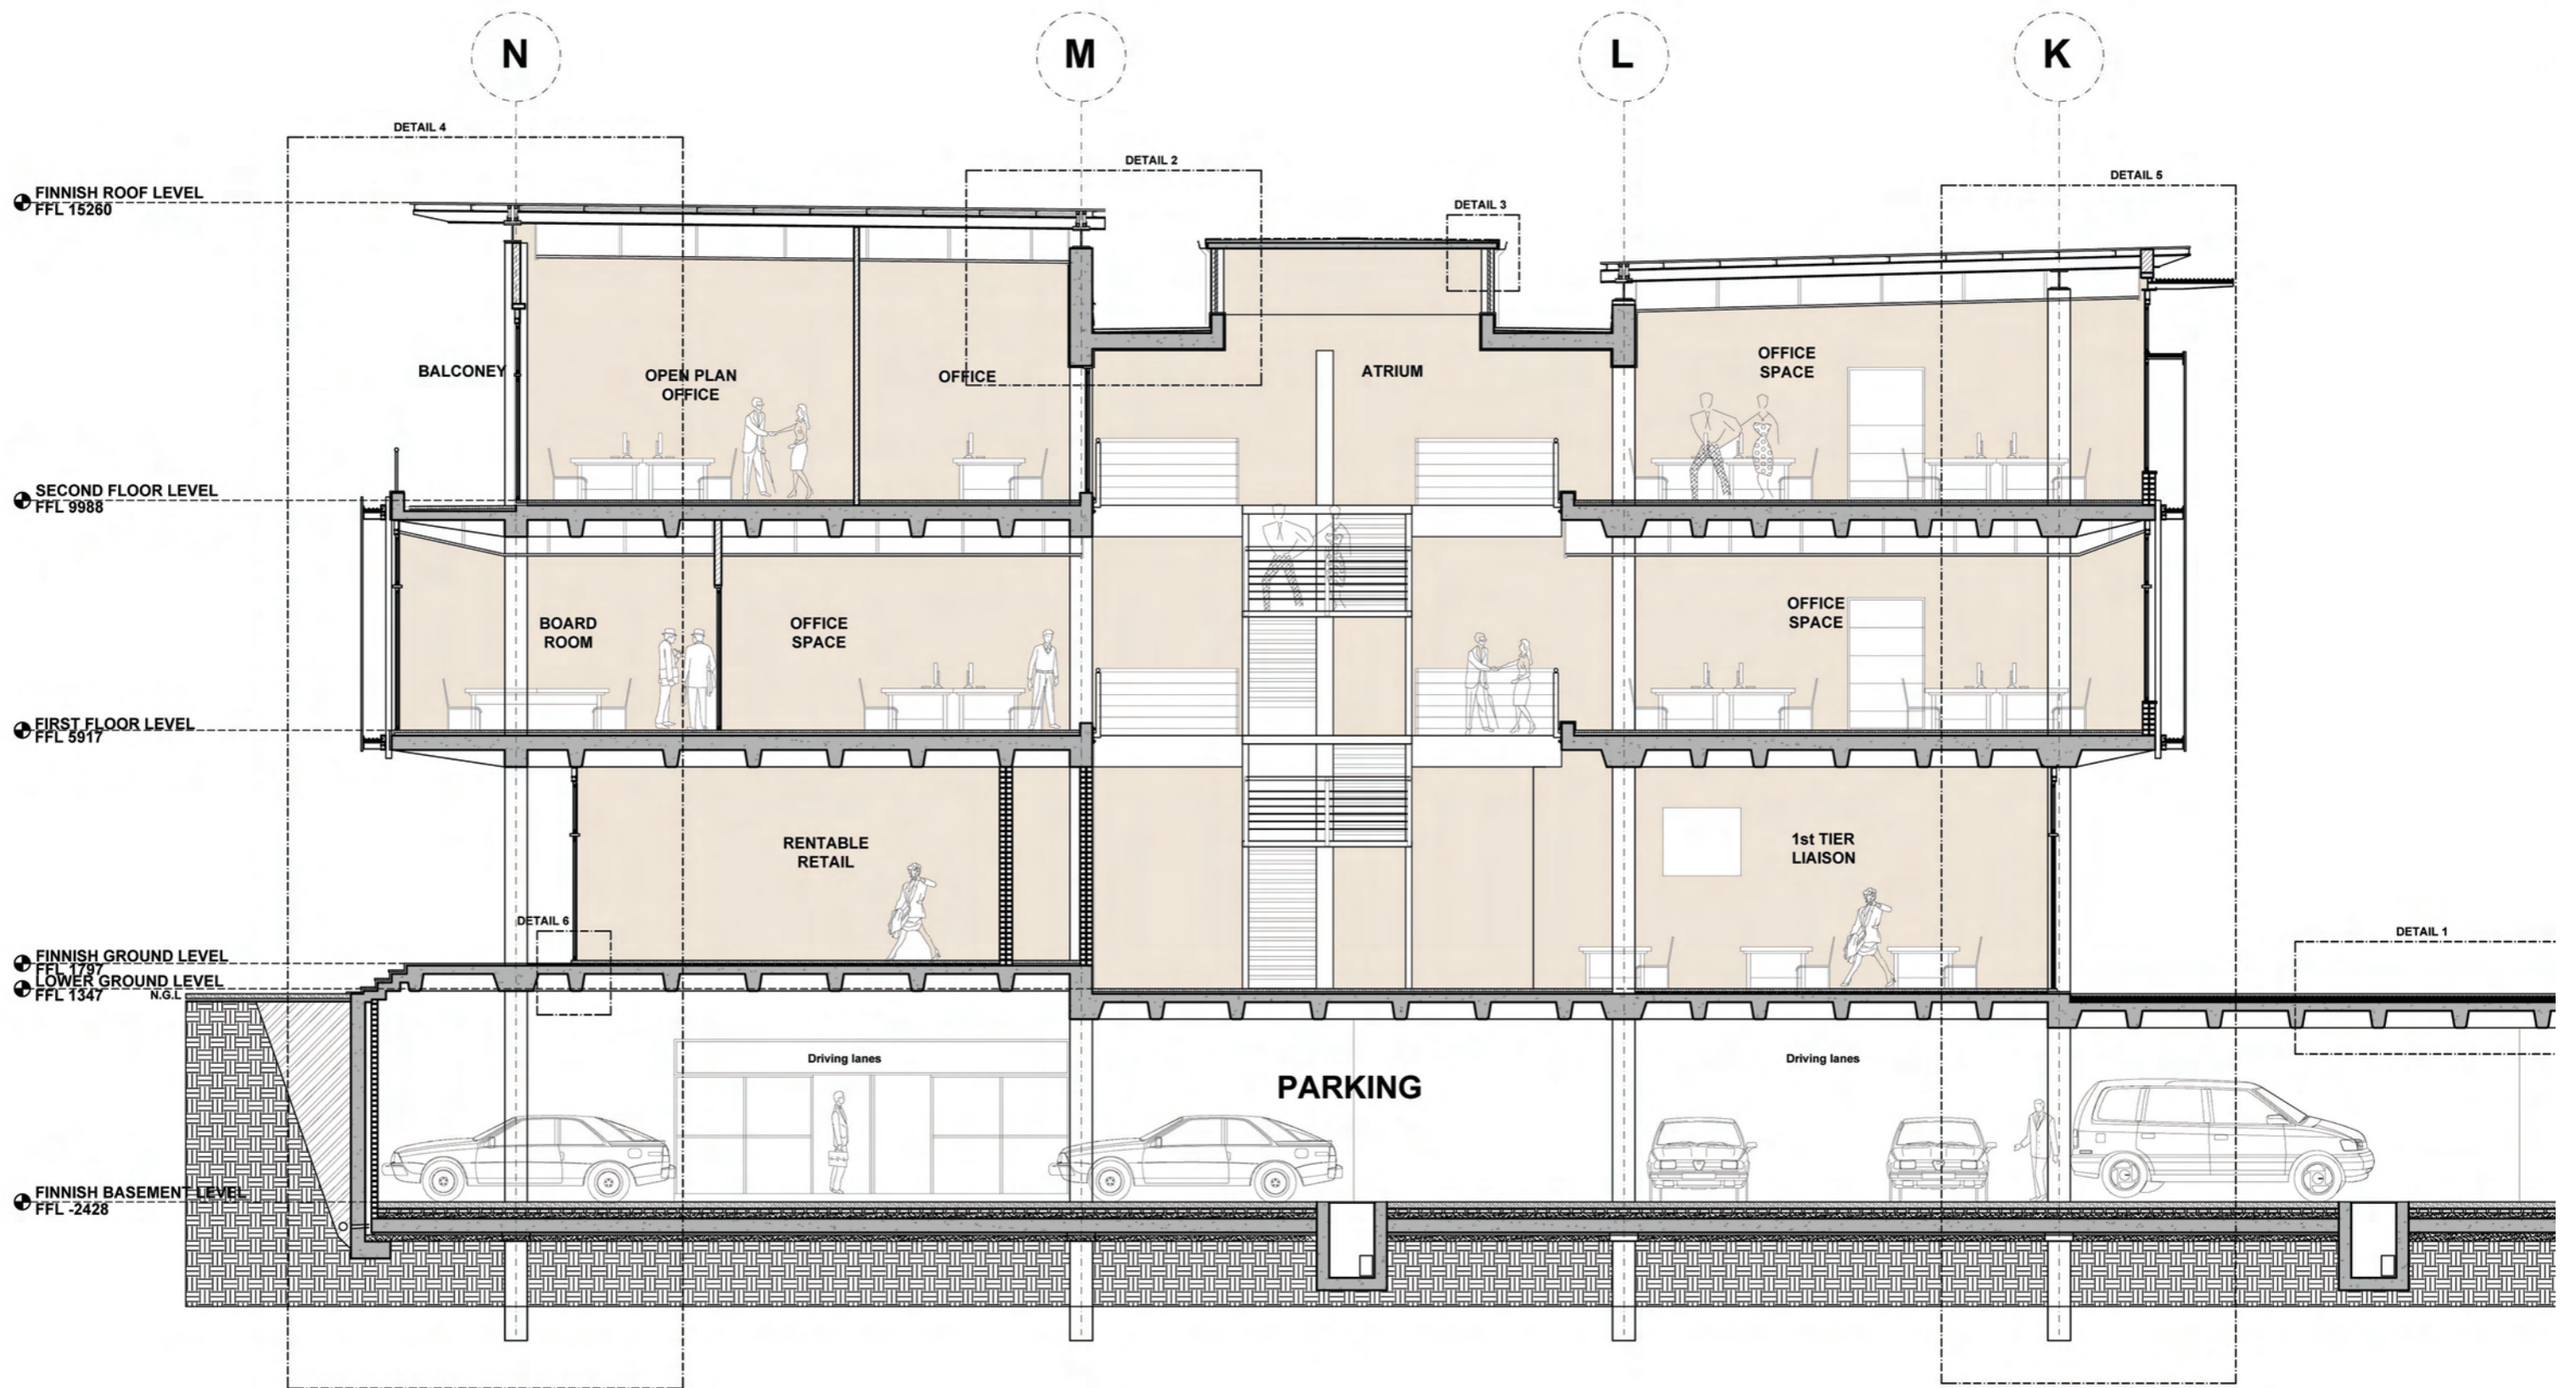 N
M
L
K
DETAIL 4
DETAIL 2
DETAIL 5
DETAIL 3
FINNISH ROOF LEVEL
FFL 15260
BALCONEY
OPEN PLAN
OFFICE
OFFICE
ATRIUM
OFFICE
SPACE
SECOND FLOOR LEVEL
FFL 9988
BOARD
ROOM
OFFICE
SPACE
OFFICE
SPACE
FIRST FLOOR LEVEL
FFL 5917
RENTABLE
RETAIL
1st TIER
LIAISON
DETAIL 6
DETAIL 1
FINNISH GROUND LEVEL
FFL 1797
LOWER GROUND LEVEL
FFL 1347
N.G.L
Driving lanes
Driving lanes
PARKING
FINNISH BASEMENT LEVEL
FFL -2428